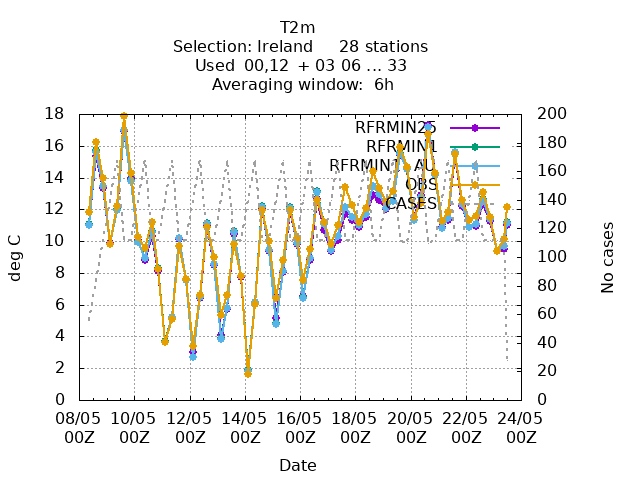 T2m
Selection: Ireland 28 stations
Used 00,12 + 03 06 ... 33
Averaging window: 6h
18
16
14
12
10
8
6
4
2
0
deg C
200
180
160
140
120
100
80
60
40
20
0
No cases
RFRMIN25
RFRMIN1
OBS
CASES
08/05 10/05 12/05 14/05 16/05 18/05 20/05 22/05 24/05
00Z 00Z 00Z 00Z 00Z 00Z 00Z 00Z 00Z
Date